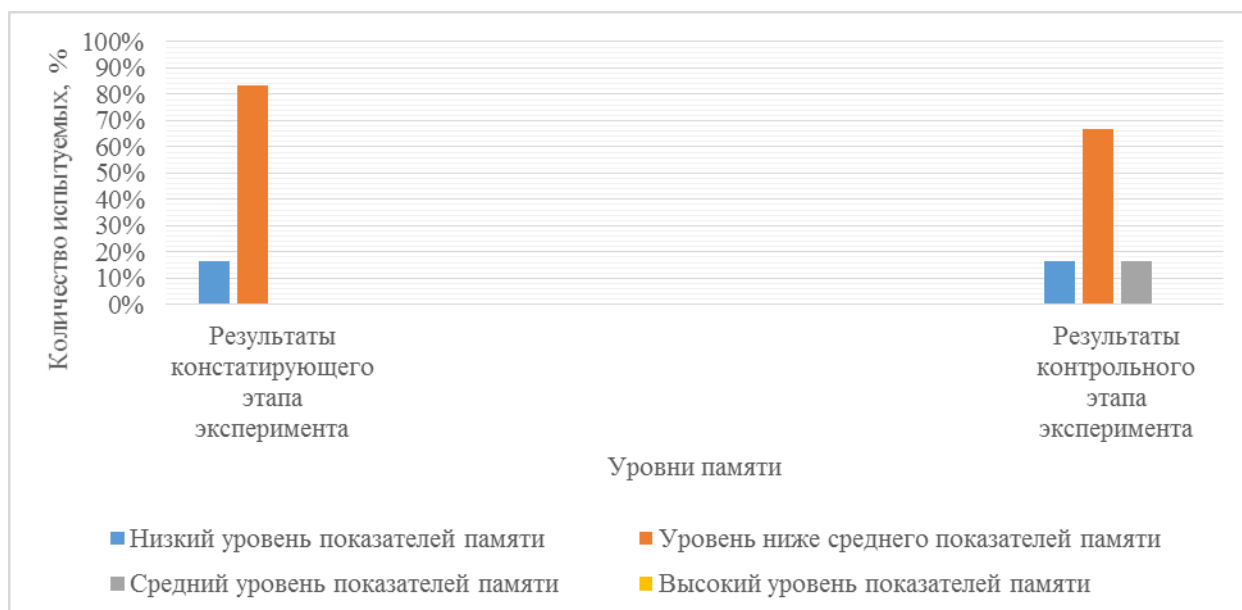 Количество испытуемых, %
100%
90%
80%
70%
60%
50%
40%
30%
20%
10%
0%
Результаты
констатирующего
этапа
эксперимента
Результаты
контрольного
этапа
эксперимента
Уровни памяти
Низкий уровень показателей памяти
Уровень ниже среднего показателей памяти
Средний уровень показателей памяти
Высокий уровень показателей памяти